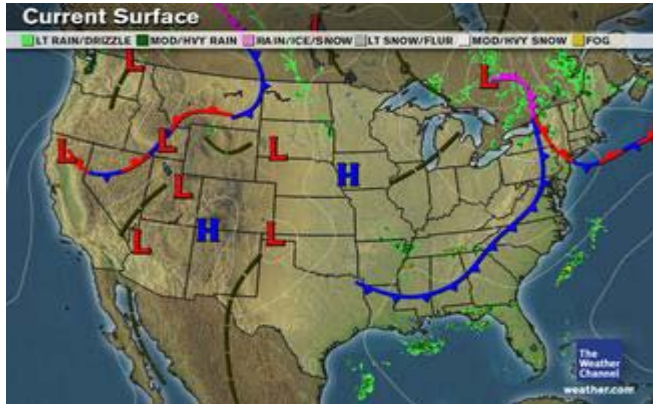 Current Surface
LT RAIN/DRIZZLE MOD/HVY RAIN RAIN/ICE/SNOW LT SNOW/FLUR MOD/HVY SNOW FOG
L
L
L
L
L
H
L
H
L
L
The
Weather
Channel
weather.com